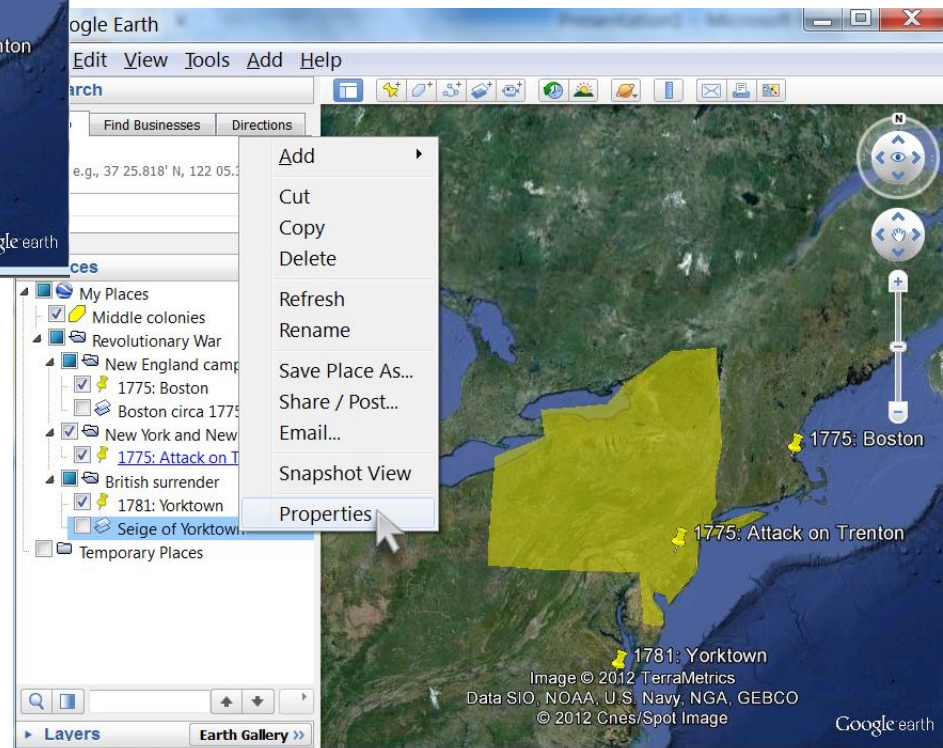 nton
gle earth
ogle Earth
Edit View Tools Add Help
arch
Find Businesses Directions
e.g., 37 25.818' N, 122 05.3
ces
My Places
Middle colonies
Revolutionary War
New England camp
1775: Boston
Boston circa 1775
New York and New
1775: Attack on T
British surrender
1781: Yorktown
Seige of Yorktown
Temporary Places
Layers
Earth Gallery »
Add
Cut
Copy
Delete
Refresh
Rename
Save Place As...
Share / Post...
Email...
Snapshot View
Properties
N
1775: Boston
1775: Attack on Trenton
1781: Yorktown
Image © 2012 TerraMetrics
Data SIO, NOAA, U.S. Navy, NGA, GEBCO
© 2012 Cnes/Spot Image
Google earth